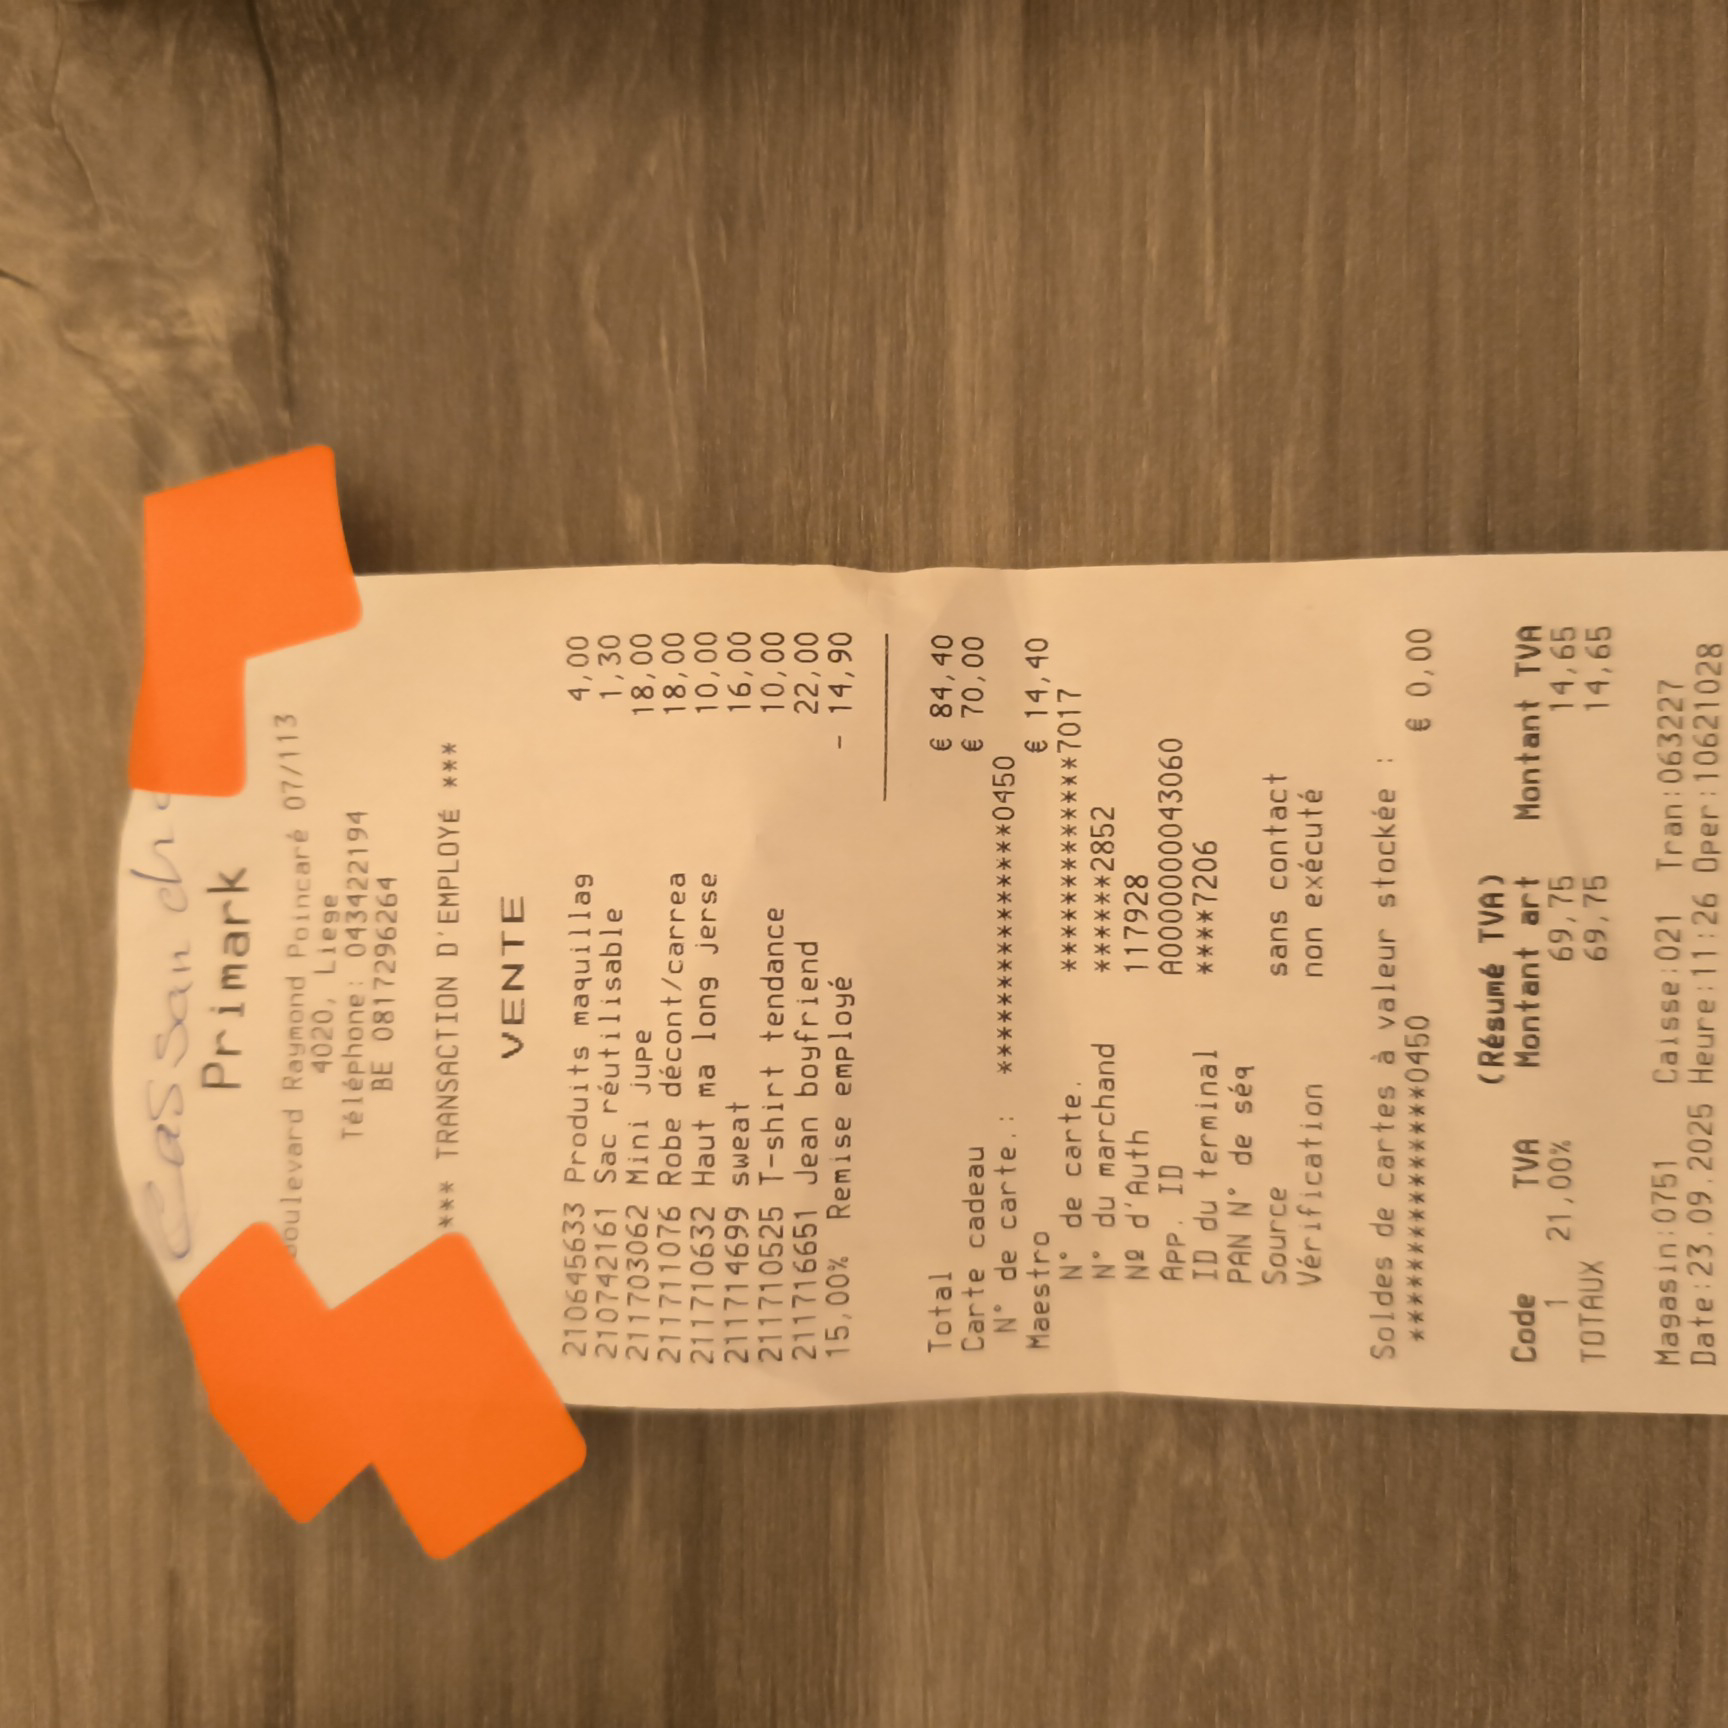 Cassan
Primark
Boulevard Raymond Poincaré 07/113
4020, Liege
Téléphone: 043422194
BE 0817296264
*** TRANSACTION D'EMPLOYÉ ***
VENTE
210645633 Produits maquillag 4,00
210742161 Sac réutilisable 1,30
211703062 Mini jupe 18,00
211711076 Robe décont/carrea 18,00
211710632 Haut ma long jerse 10,00
211714699 sweat 16,00
211710525 T-shirt tendance 10,00
211716651 Jean boyfriend 22,00
15,00% Remise employé - 14,90
Total € 84,40
Carte cadeau € 70,00
N° de carte.: ***************0450
Maestro € 14,40
N° de carte. ***************7017
N° du marchand ******2852
Nº d'Auth 117928
App. ID A0000000043060
ID du terminal ****7206
PAN N° de séq
Source sans contact
Vérification non exécuté
Soldes de cartes à valeur stockée :
***************0450 € 0,00
(Résumé TVA)
Code TVA Montant art Montant TVA
1 21,00% 69,75 14,65
TOTAUX 69,75 14,65
Magasin:0751 Caisse:021 Tran:063227
Date:23.09.2025 Heure:11:26 Oper:10621028